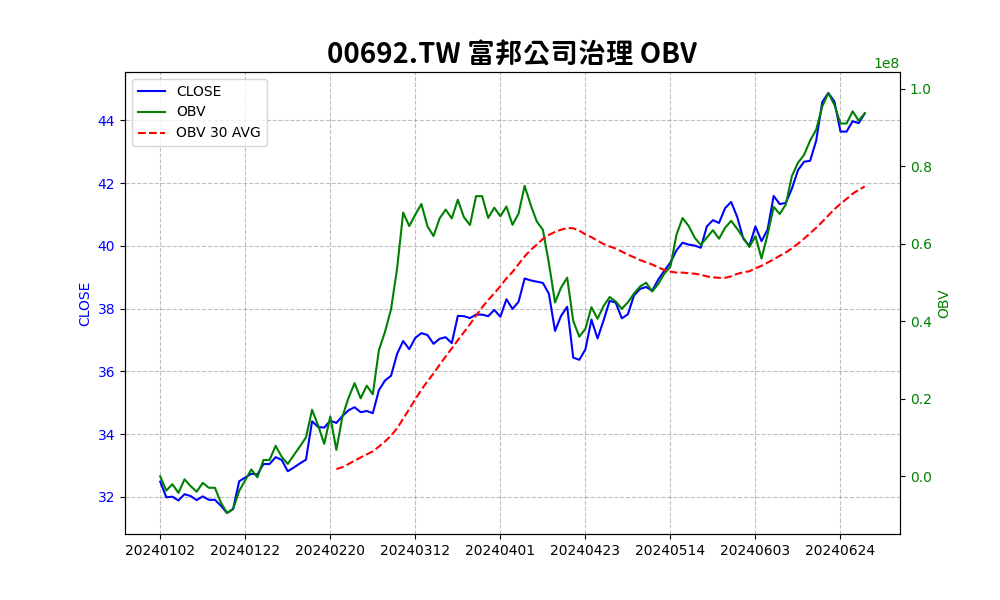 00692.TW 富邦公司治理 OBV
1e8
CLOSE
OBV
OBV 30 AVG
44
42
40
38
36
34
32
CLOSE
1.0
0.8
0.6
0.4
0.2
0.0
OBV
20240102 20240122 20240220 20240312 20240401 20240423 20240514 20240603 20240624